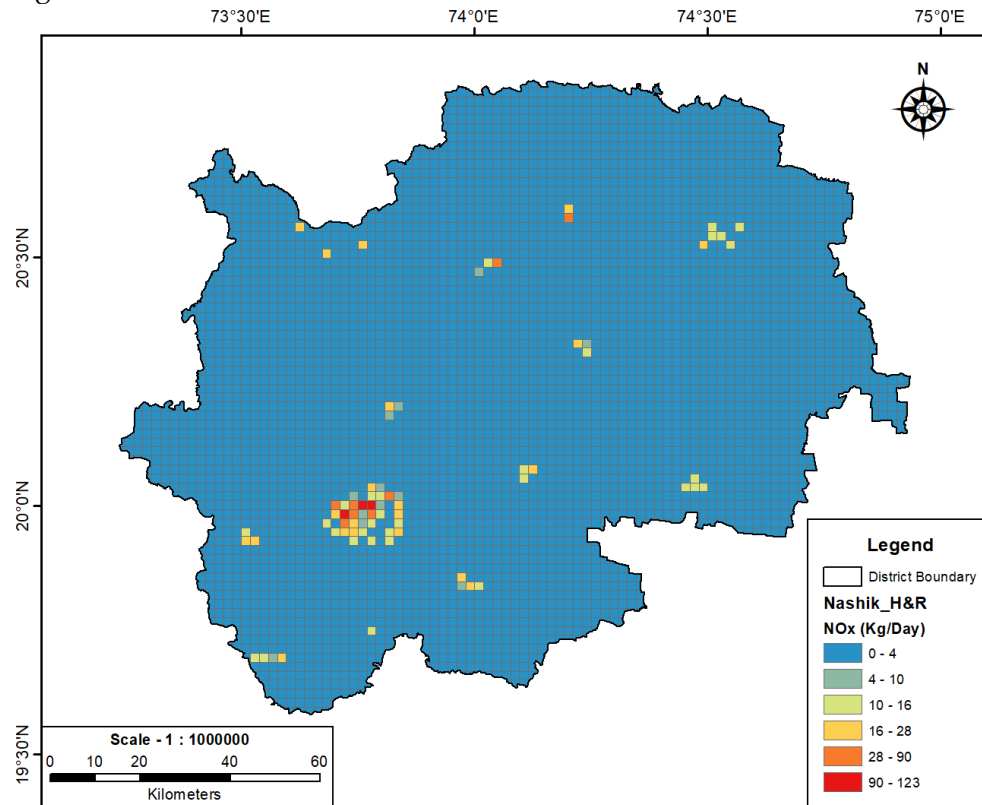 73°30'E 74°0'E 74°30'E 75°0'E
N
20°30'N
20°0'N
19°30'N
Legend
District Boundary
Nashik_H&R
NOx (Kg/Day)
0 - 4
4 - 10
10 - 16
16 - 28
28 - 90
90 - 123
Scale - 1 : 1000000
0 10 20 40 60
Kilometers